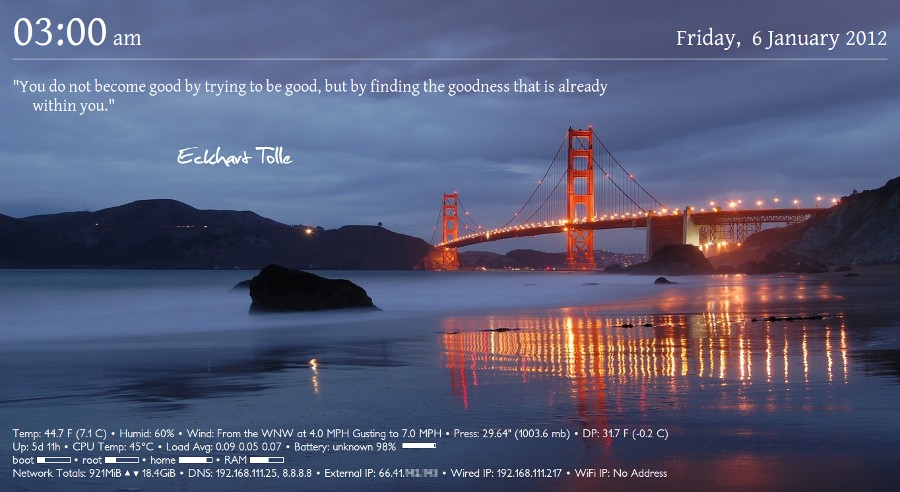 03:00 am
Friday, 6 January 2012
"You do not become good by trying to be good, but by finding the goodness that is already
within you."
Eckhart Tolle
Temp: 44.7 F (7.1 C) • Humid: 60% • Wind: From the WNW at 4.0 MPH Gusting to 7.0 MPH • Press: 29.64" (1003.6 mb) • DP: 31.7 F (-0.2 C)
Up: 5d 11h • CPU Temp: 45°C • Load Avg: 0.09 0.05 0.07 • Battery: unknown 98%
boot • root • home • RAM
Network Totals: 921MiB ▲▼ 18.4GiB • DNS: 192.168.111.25, 8.8.8.8 • External IP: 66.41. • Wired IP: 192.168.111.217 • WiFi IP: No Address